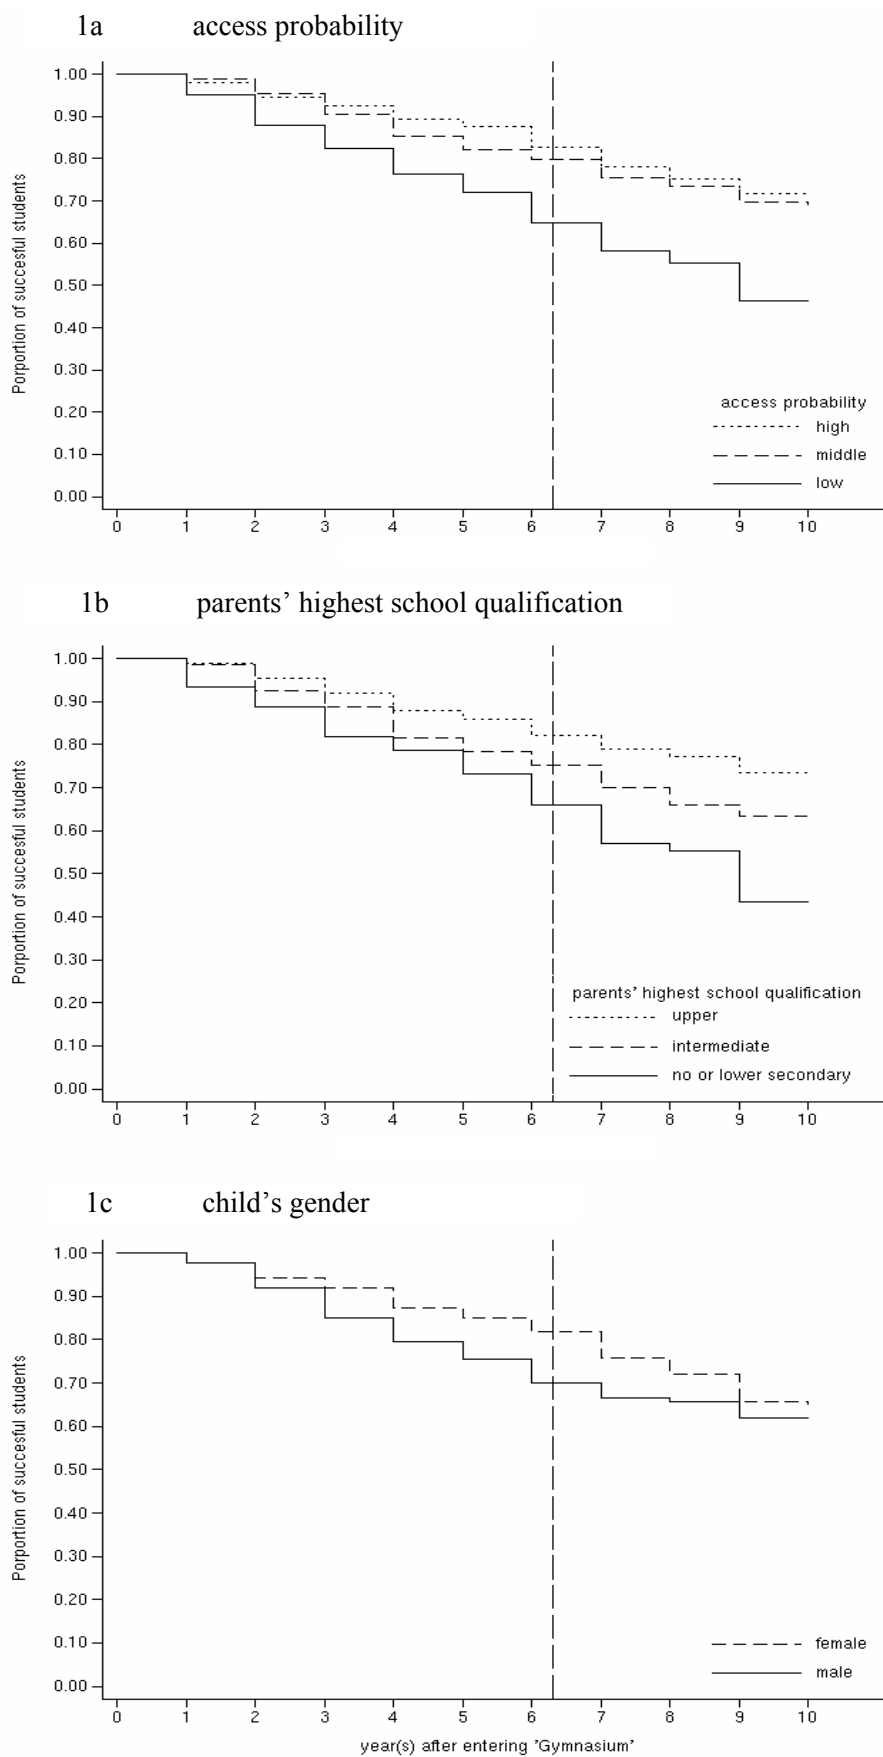 1a access probability
Porportion of succesful students
1.00
0.90
0.80
0.70
0.60
0.50
0.40
0.30
0.20
0.10
0.00
access probability
high
middle
low
0 1 2 3 4 5 6 7 8 9 10
1b parents’ highest school qualification
Porportion of succesful students
1.00
0.90
0.80
0.70
0.60
0.50
0.40
0.30
0.20
0.10
0.00
parents' highest school qualification
upper
intermediate
no or lower secondary
0 1 2 3 4 5 6 7 8 9 10
1c child’s gender
Porportion of succesful students
1.00
0.90
0.80
0.70
0.60
0.50
0.40
0.30
0.20
0.10
0.00
female
male
0 1 2 3 4 5 6 7 8 9 10
year(s) after entering 'Gymnasium'